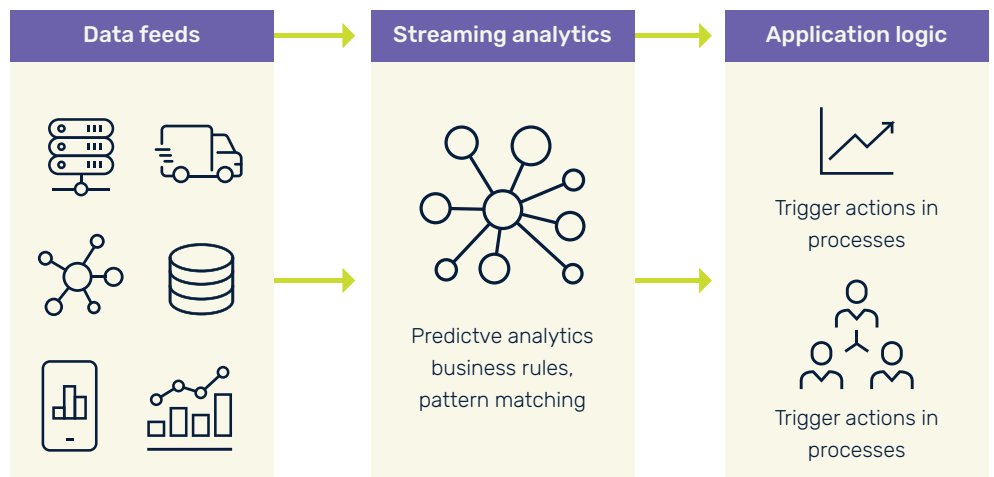 Data feeds
Streaming analytics
Application logic
Predictve analytics
business rules,
pattern matching
Trigger actions in
processes
Trigger actions in
processes